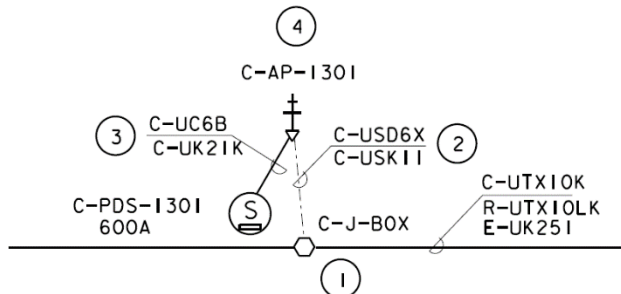 4
C-AP-1301
3
C-UC6B
C-UK21K
C-USD6X
C-USK11
2
C-UTX10K
R-UTX10LK
E-UK251
C-PDS-1301
600A
S
C-J-BOX
1